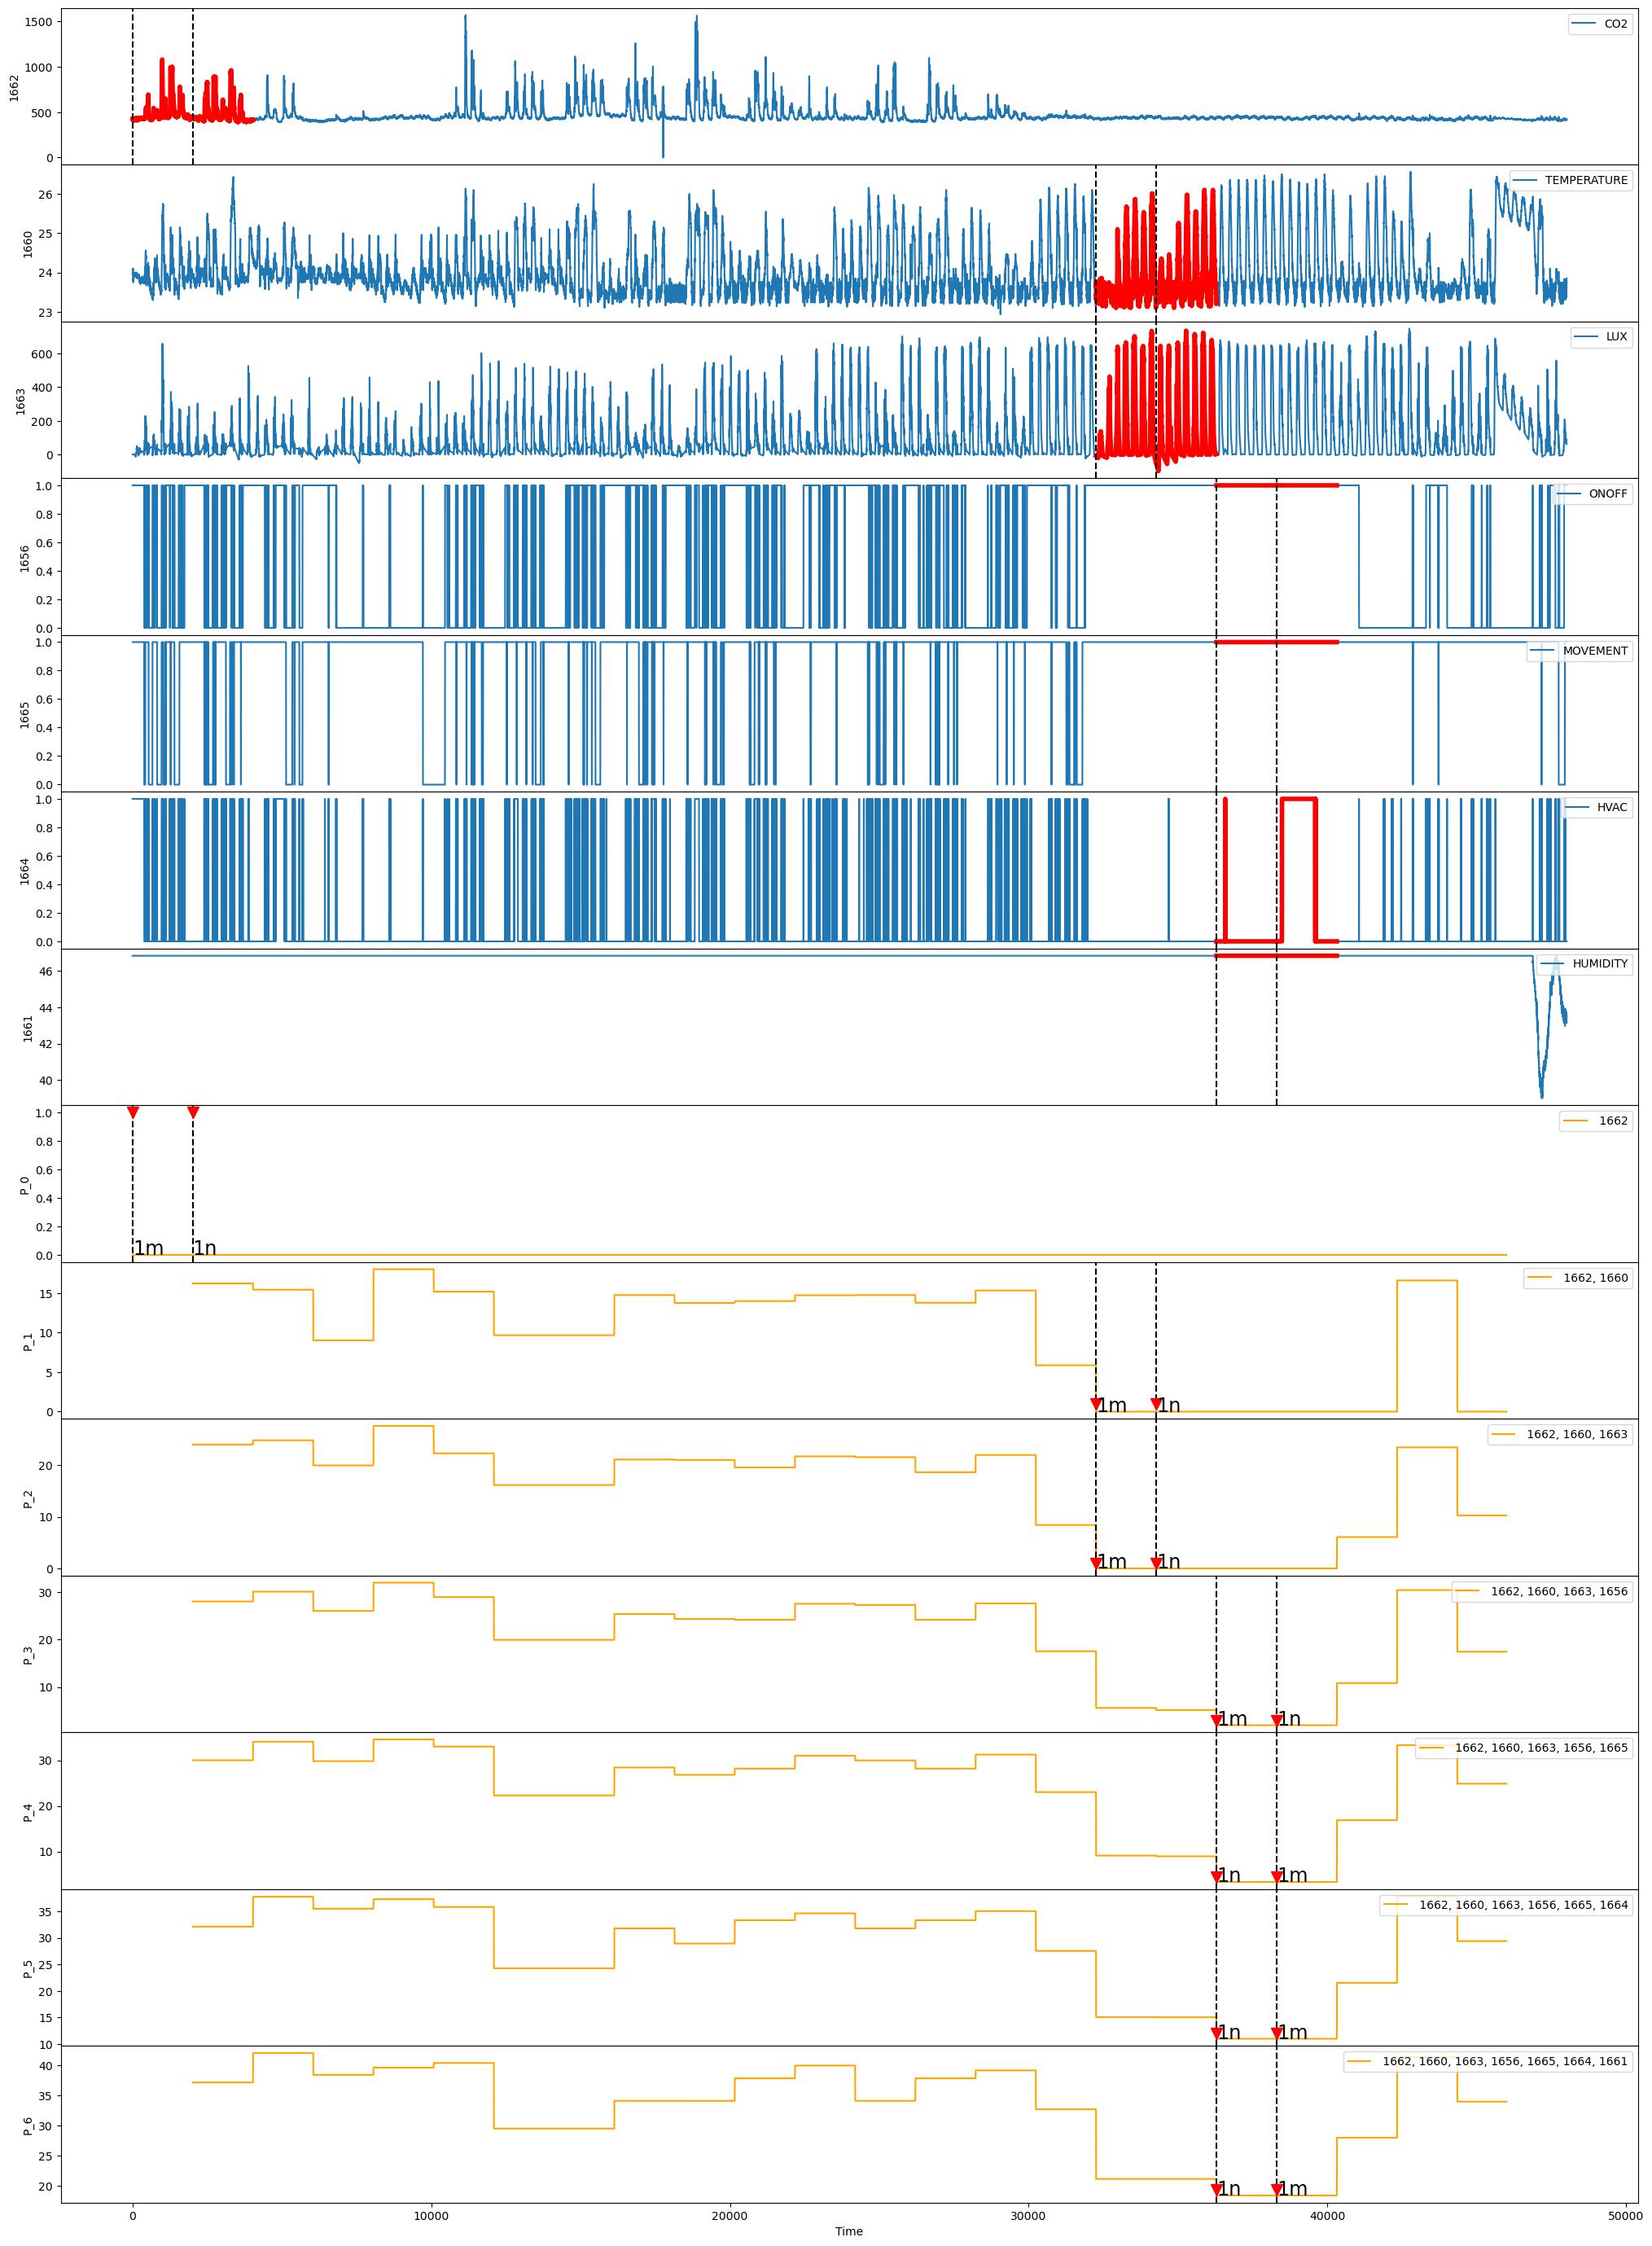 1500
1000
500
0
1662
CO2
26
25
24
23
1660
TEMPERATURE
600
400
200
0
1663
LUX
1.0
0.8
0.6
0.4
0.2
0.0
1656
ONOFF
1.0
0.8
0.6
0.4
0.2
0.0
1665
MOVEMENT
1.0
0.8
0.6
0.4
0.2
0.0
1664
HVAC
46
44
42
40
1661
HUMIDITY
1.0
0.8
0.6
0.4
0.2
0.0
P_0
1662
1m
1n
15
10
5
0
P_1
1662, 1660
1m
1n
20
10
0
P_2
1662, 1660, 1663
1m
1n
30
20
10
P_3
1662, 1660, 1663, 1656
1m
1n
30
20
10
P_4
1662, 1660, 1663, 1656, 1665
1n
1m
35
30
25
20
15
10
P_5
1662, 1660, 1663, 1656, 1665, 1664
1n
1m
40
35
30
25
20
P_6
1662, 1660, 1663, 1656, 1665, 1664, 1661
1n
1m
0
10000
20000
30000
40000
50000
Time